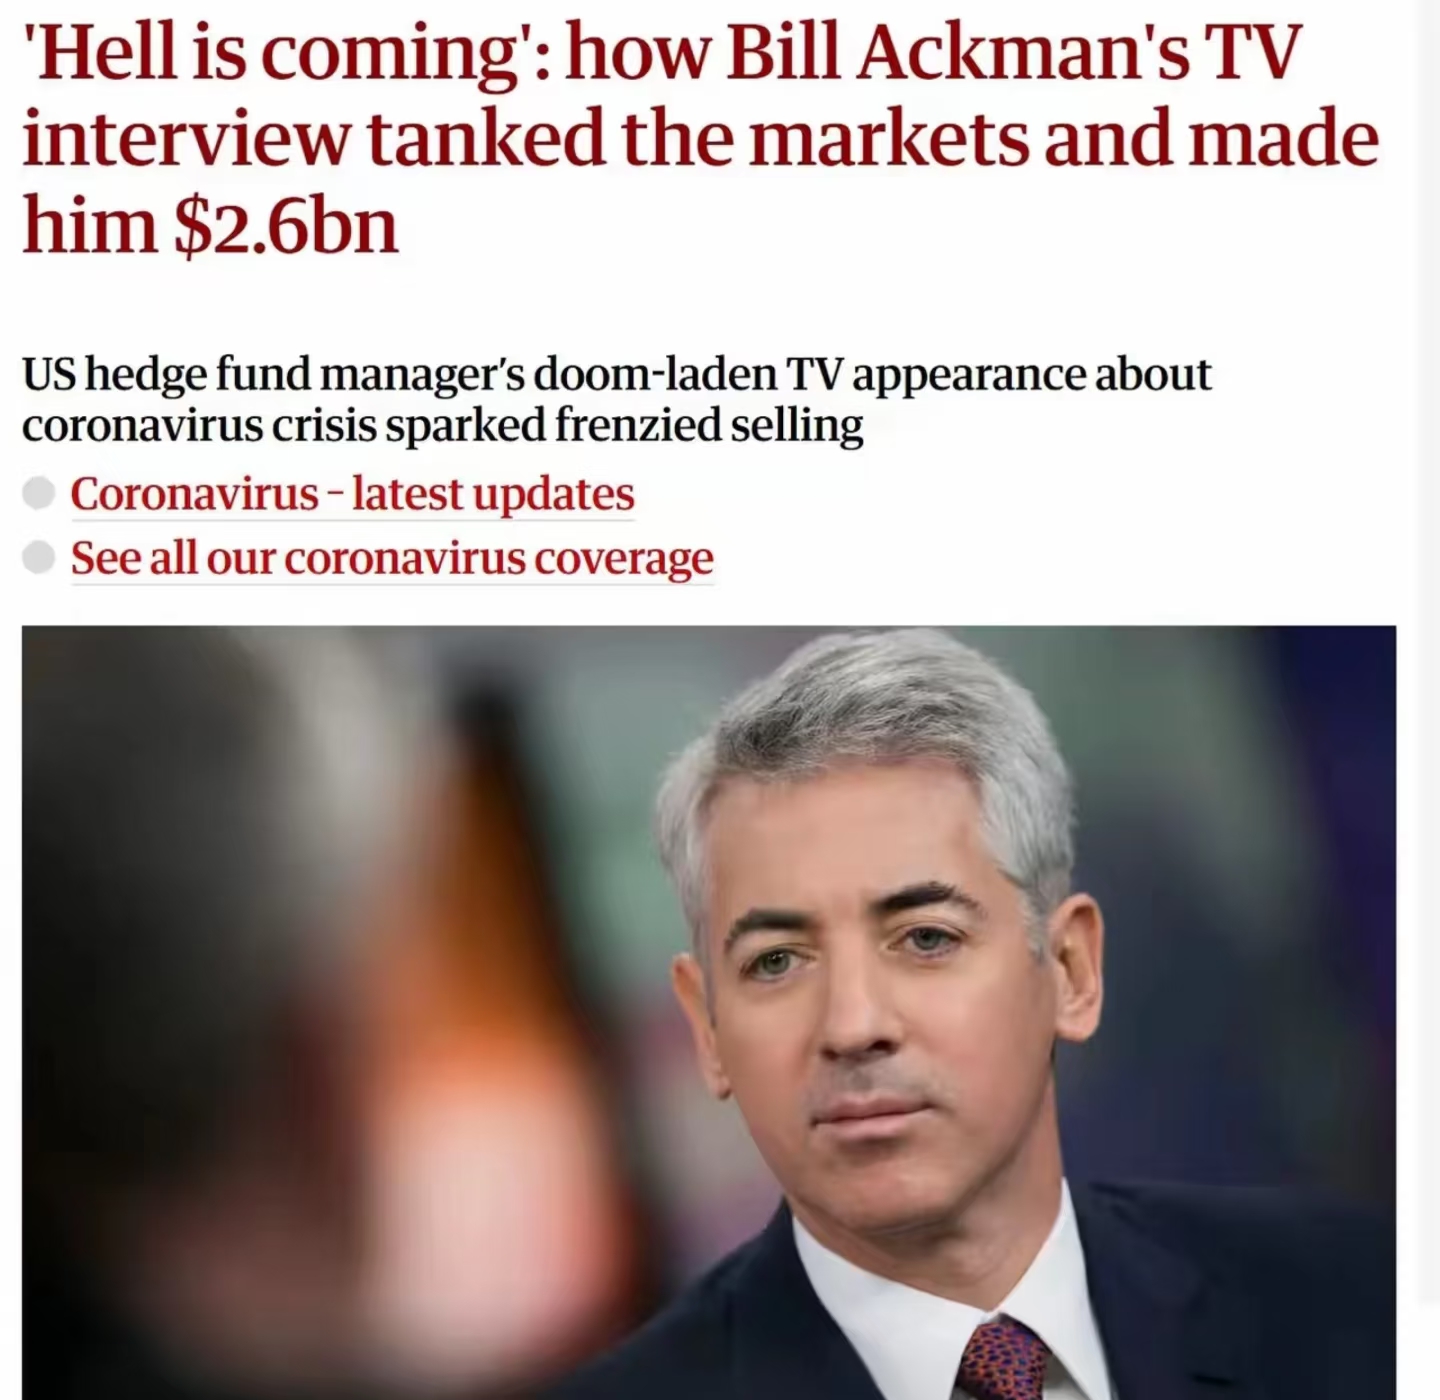 'Hell is coming': how Bill Ackman's TV
interview tanked the markets and made
him $2.6bn
US hedge fund manager's doom-laden TV appearance about
coronavirus crisis sparked frenzied selling
Coronavirus – latest updates
See all our coronavirus coverage